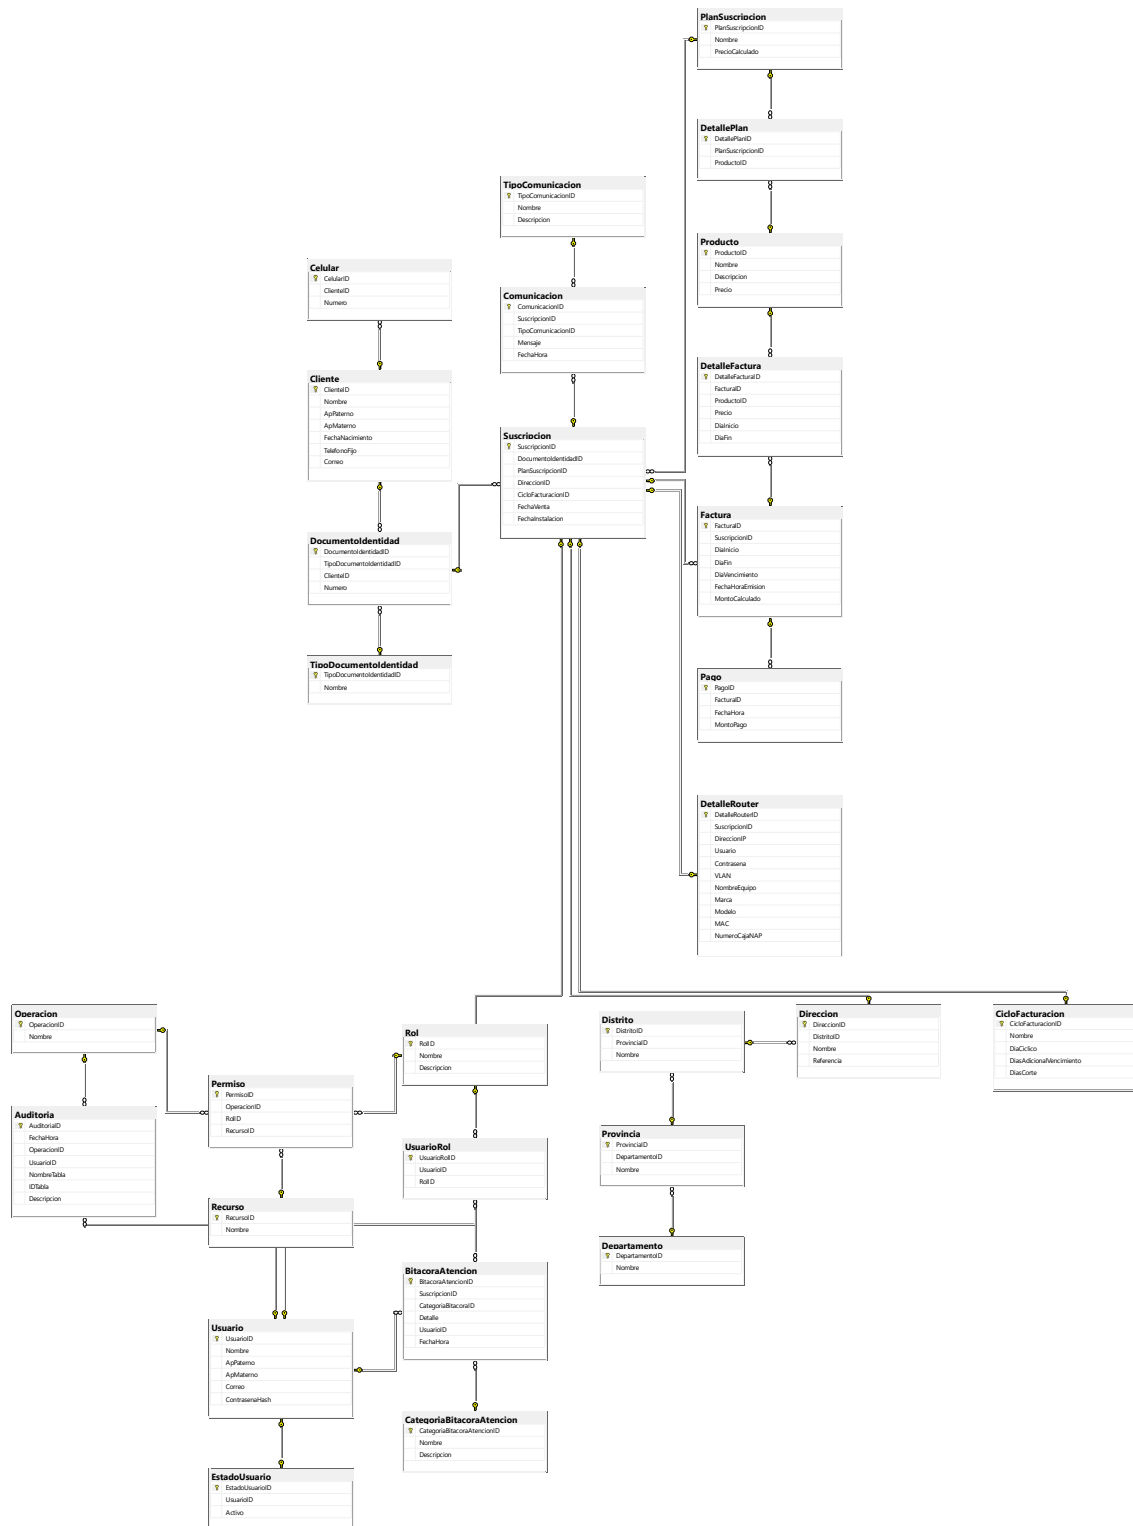 PlanSuscripcion
PlanSuscripcionID
Nombre
PrecioCalculado
DetallePlan
DetallePlanID
PlanSuscripcionID
ProductoID
TipoComunicacion
TipoComunicacionID
Nombre
Descripcion
Producto
ProductoID
Nombre
Descripcion
Precio
Celular
CelularID
ClienteID
Numero
Comunicacion
ComunicacionID
SuscripcionID
TipoComunicacionID
Mensaje
FechaHora
DetalleFactura
DetalleFacturaID
FacturaID
ProductoID
Precio
DiaInicio
DiaFin
Cliente
ClienteID
Nombre
ApPaterno
ApMaterno
FechaNacimiento
TelefonoFijo
Correo
Suscripcion
SuscripcionID
DocumentoIdentidadID
PlanSuscripcionID
DireccionID
CicloFacturacionID
FechaVenta
FechaInstalacion
Factura
FacturaID
SuscripcionID
DiaInicio
DiaFin
DiaVencimiento
FechaHoraEmision
MontoCalculado
DocumentoIdentidad
DocumentoIdentidadID
TipoDocumentoIdentidadID
ClienteID
Numero
TipoDocumentoIdentidad
TipoDocumentoIdentidadID
Nombre
Pago
PagoID
FacturaID
FechaHora
MontoPago
DetalleRouter
DetalleRouterID
SuscripcionID
DireccionIP
Usuario
Contrasena
VLAN
NombreEquipo
Marca
Modelo
MAC
NumeroCajaNAP
Operacion
OperacionID
Nombre
Rol
RolID
Nombre
Descripcion
Distrito
DistritoID
ProvinciaID
Nombre
Direccion
DireccionID
DistritoID
Nombre
Referencia
CicloFacturacion
CicloFacturacionID
Nombre
DiaCiclico
DiasAdicionalVencimiento
DiasCorte
Permiso
PermisoID
OperacionID
RolID
RecursoID
Auditoria
AuditoriaID
FechaHora
OperacionID
UsuarioID
NombreTabla
IDTabla
Descripcion
UsuarioRol
UsuarioRolID
UsuarioID
RolID
Provincia
ProvinciaID
DepartamentoID
Nombre
Recurso
RecursoID
Nombre
Departamento
DepartamentoID
Nombre
BitacoraAtencion
BitacoraAtencionID
SuscripcionID
CategoriaBitacoraID
Detalle
UsuarioID
FechaHora
Usuario
UsuarioID
Nombre
ApPaterno
ApMaterno
Correo
ContrasenaHash
CategoriaBitacoraAtencion
CategoriaBitacoraAtencionID
Nombre
Descripcion
EstadoUsuario
EstadoUsuarioID
UsuarioID
Activo